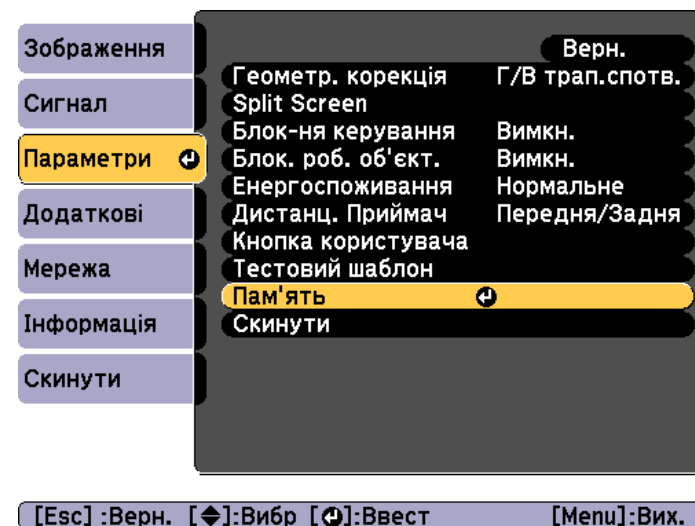 Зображення
Сигнал
Параметри
Додаткові
Мережа
Інформація
Скинути
Верн.
Геометр. корекція Г/В трап.спотв.
Split Screen
Блок-ня керування Вимкн.
Блок. роб. об'єкт. Вимкн.
Енергоспоживання Нормальне
Дистанц. Приймач Передня/Задня
Кнопка користувача
Тестовий шаблон
Пам'ять
Скинути
[Esc] :Верн. [◆]:Вибр [↵]:Ввест [Menu]:Вих.